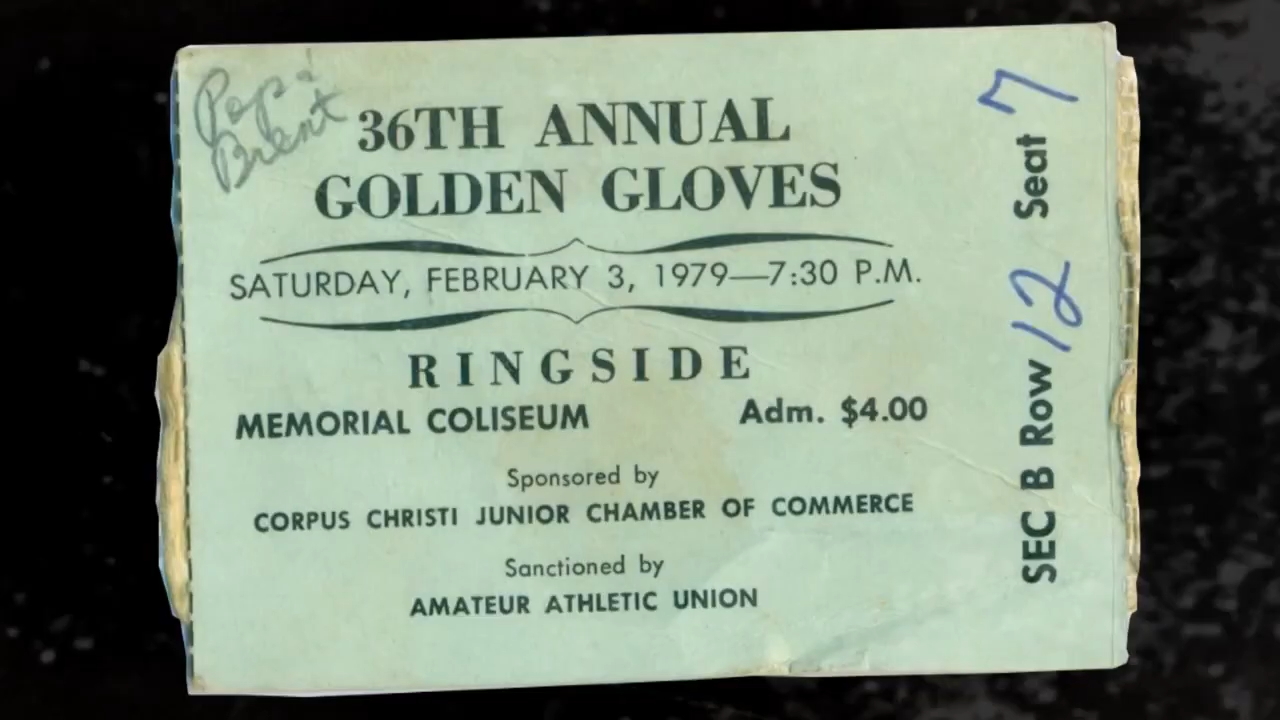 Pop &
Brent
36TH ANNUAL
GOLDEN GLOVES
SATURDAY, FEBRUARY 3, 1979—7:30 P.M.
RINGSIDE
MEMORIAL COLISEUM Adm. $4.00
Sponsored by
CORPUS CHRISTI JUNIOR CHAMBER OF COMMERCE
Sanctioned by
AMATEUR ATHLETIC UNION
SEC B Row 12 Seat 7